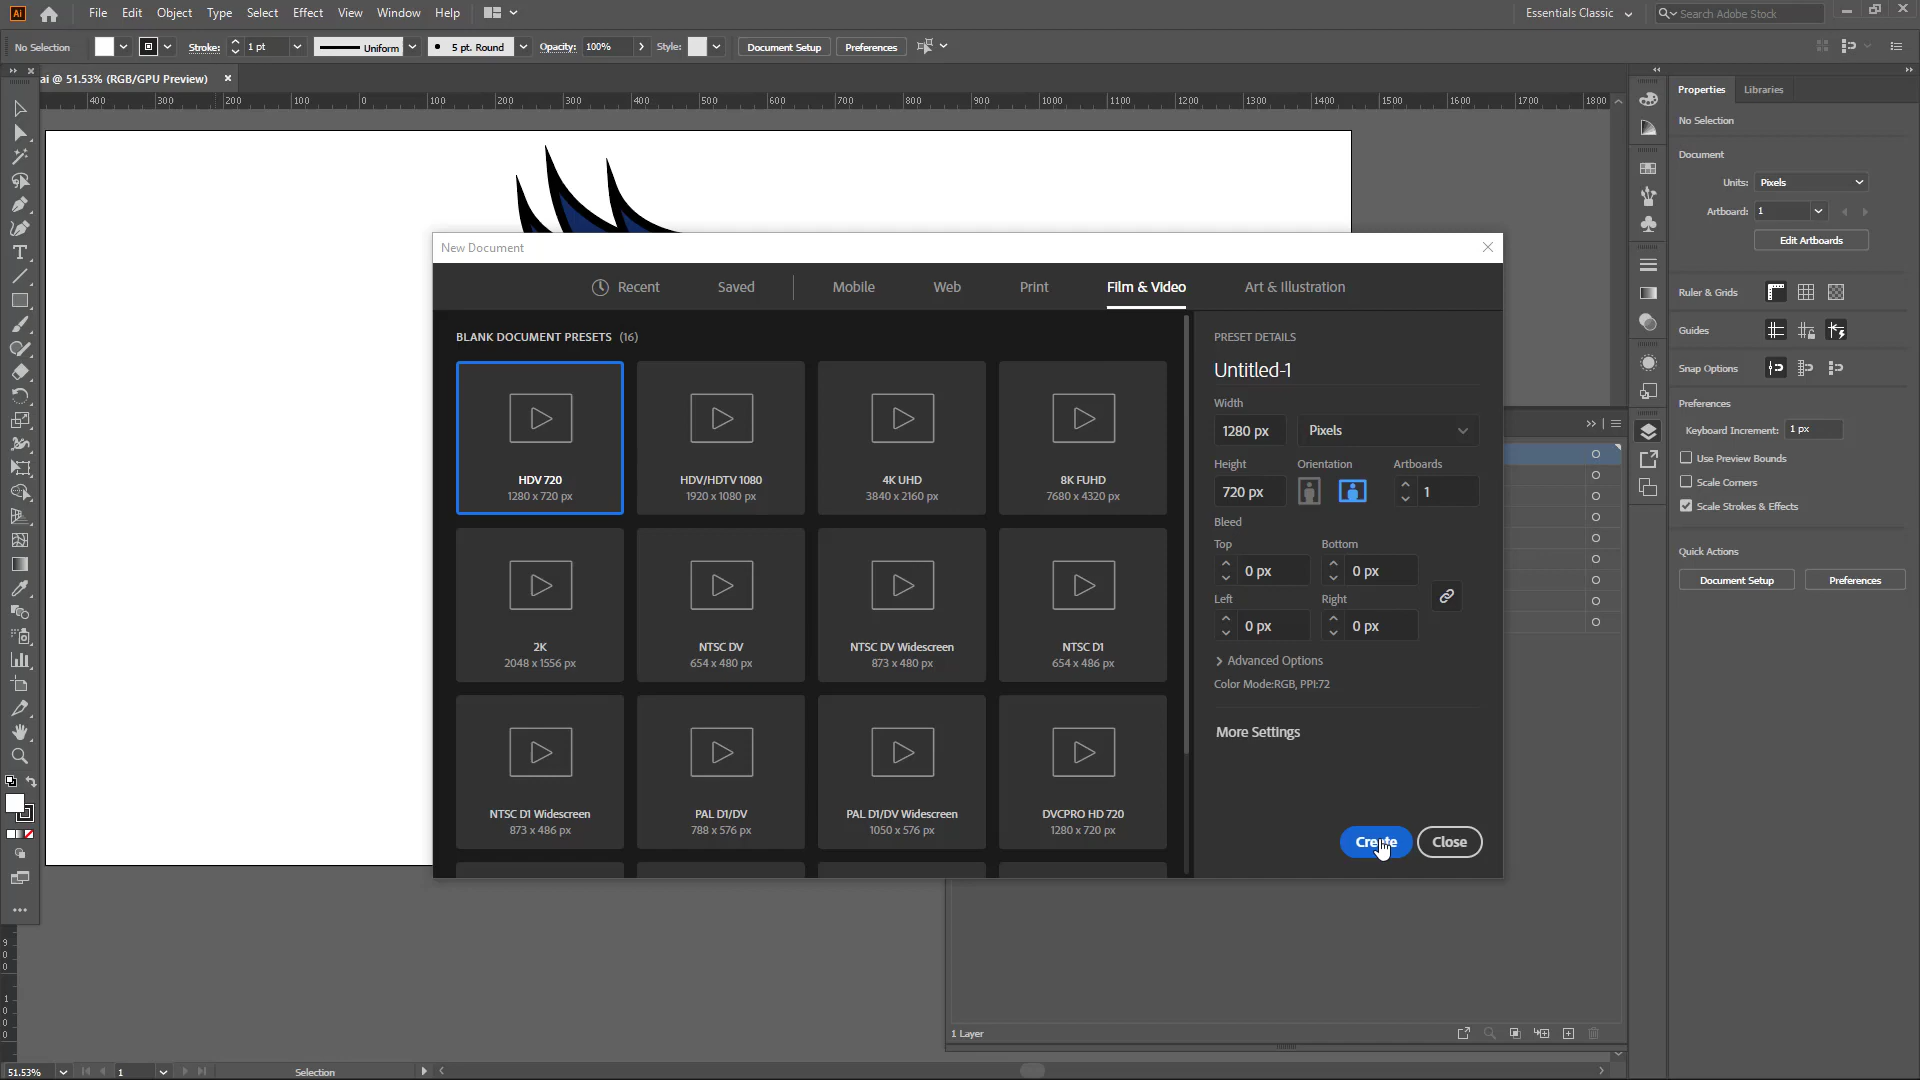 Ai File Edit Object Type Select Effect View Window Help Essentials Classic Search Adobe Stock
No Selection Stroke: 1 pt Uniform 5 pt. Round Opacity: 100% Style: Document Setup Preferences
ai @ 51.53% (RGB/GPU Preview)
400 300 200 100 0 100 200 300 400 500 600 700 800 900 1000 1100 1200 1300 1400 1500 1600 1700 1800
Properties Libraries
No Selection
Document
Units: Pixels
Artboard: 1
Edit Artboards
Ruler & Grids
Guides
Snap Options
Preferences
Keyboard Increment: 1 px
Use Preview Bounds
Scale Corners
Scale Strokes & Effects
Quick Actions
Document Setup Preferences
New Document
Recent Saved Mobile Web Print Film & Video Art & Illustration
BLANK DOCUMENT PRESETS (16)
HDV 720
1280 x 720 px
HDV/HDTV 1080
1920 x 1080 px
4K UHD
3840 x 2160 px
8K FUHD
7680 x 4320 px
2K
2048 x 1556 px
NTSC DV
654 x 480 px
NTSC DV Widescreen
873 x 480 px
NTSC D1
654 x 486 px
NTSC D1 Widescreen
873 x 486 px
PAL D1/DV
788 x 576 px
PAL D1/DV Widescreen
1050 x 576 px
DVCPRO HD 720
1280 x 720 px
PRESET DETAILS
Untitled-1
Width
1280 px Pixels
Height Orientation Artboards
720 px 1
Bleed
Top Bottom
0 px 0 px
Left Right
0 px 0 px
Advanced Options
Color Mode:RGB, PPI:72
More Settings
Create Close
9
0
0
1
0
0
0
1 Layer
51.53% 1 Selection